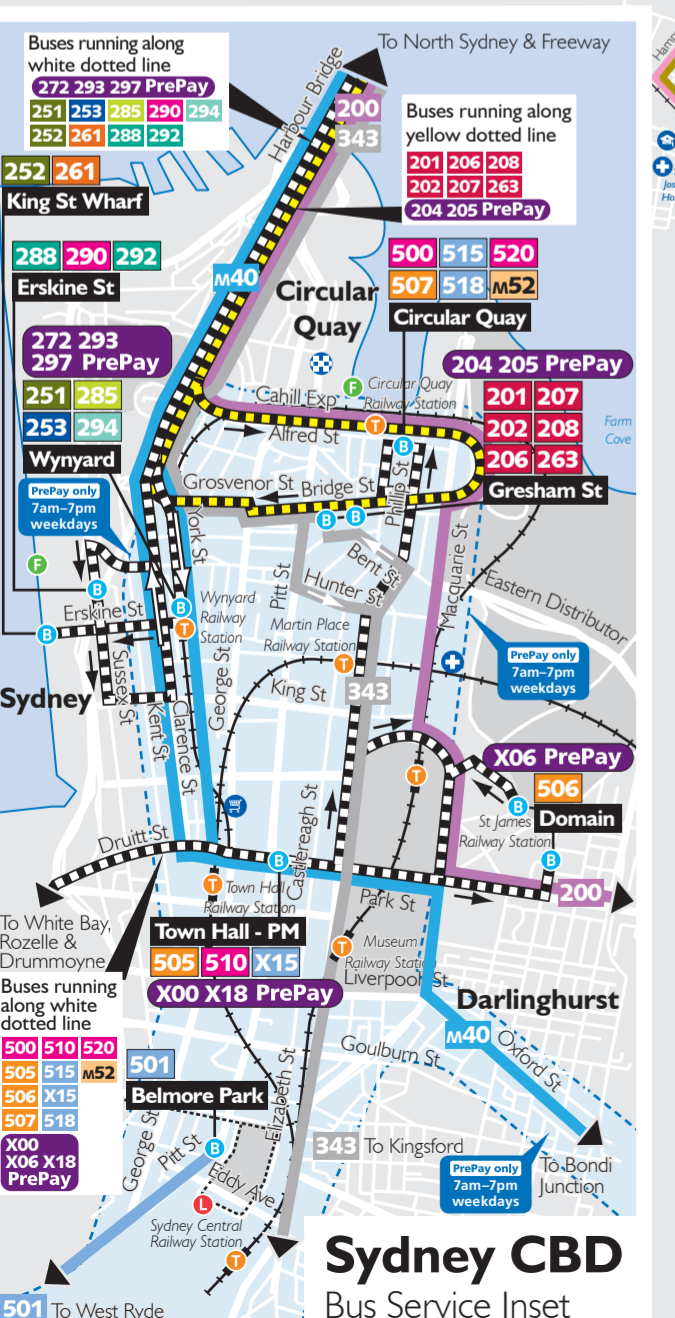 Buses running along
white dotted line
272 293 297 PrePay
251 253 285 290 294
252 261 288 292
To North Sydney & Freeway
Harbour Bridge
200
343
Buses running along
yellow dotted line
201 206 208
202 207 263
204 205 PrePay
252 261
King St Wharf
288 290 292
Erskine St
M40
Circular
Quay
500 515 520
507 518 M52
Circular Quay
272 293
297 PrePay
251 285
253 294
Wynyard
PrePay only
7am–7pm
weekdays
204 205 PrePay
201 207
202 208
206 263
Gresham St
Farm
Cove
F
Circular Quay
Railway Station
Cahill Exp
T
Alfred St
B
Grosvenor St
Bridge St
Phillip St
B
B
York St
Pitt St
Bent St
Hunter St
Macquarie St
Eastern Distributor
F
B
Erskine St
B
Wynyard
Railway
Station
B
T
Martin Place
Railway Station
T
PrePay only
7am–7pm
weekdays
Sydney
Sussex St
Kent St
Clarence St
George St
King St
343
X06 PrePay
506
Domain
T
B
St James
Railway Station
B
Druitt St
B
Castlereagh St
T
Town Hall
Railway Station
Park St
200
To White Bay,
Rozelle &
Drummoyne
Town Hall - PM
505 510 X15
X00 X18 PrePay
T
Museum
Railway Station
Liverpool St
Darlinghurst
M40
Oxford St
Goulburn St
Buses running
along white
dotted line
500 510 520
505 515 M52
506 X15
507 518
X00
X06 X18
PrePay
501
Belmore Park
Elizabeth St
George St
Pitt St
B
Eddy Ave
L
Sydney Central
Railway Station
T
343 To Kingsford
PrePay only
7am–7pm
weekdays
To Bondi
Junction
501 To West Ryde
Sydney CBD
Bus Service Inset